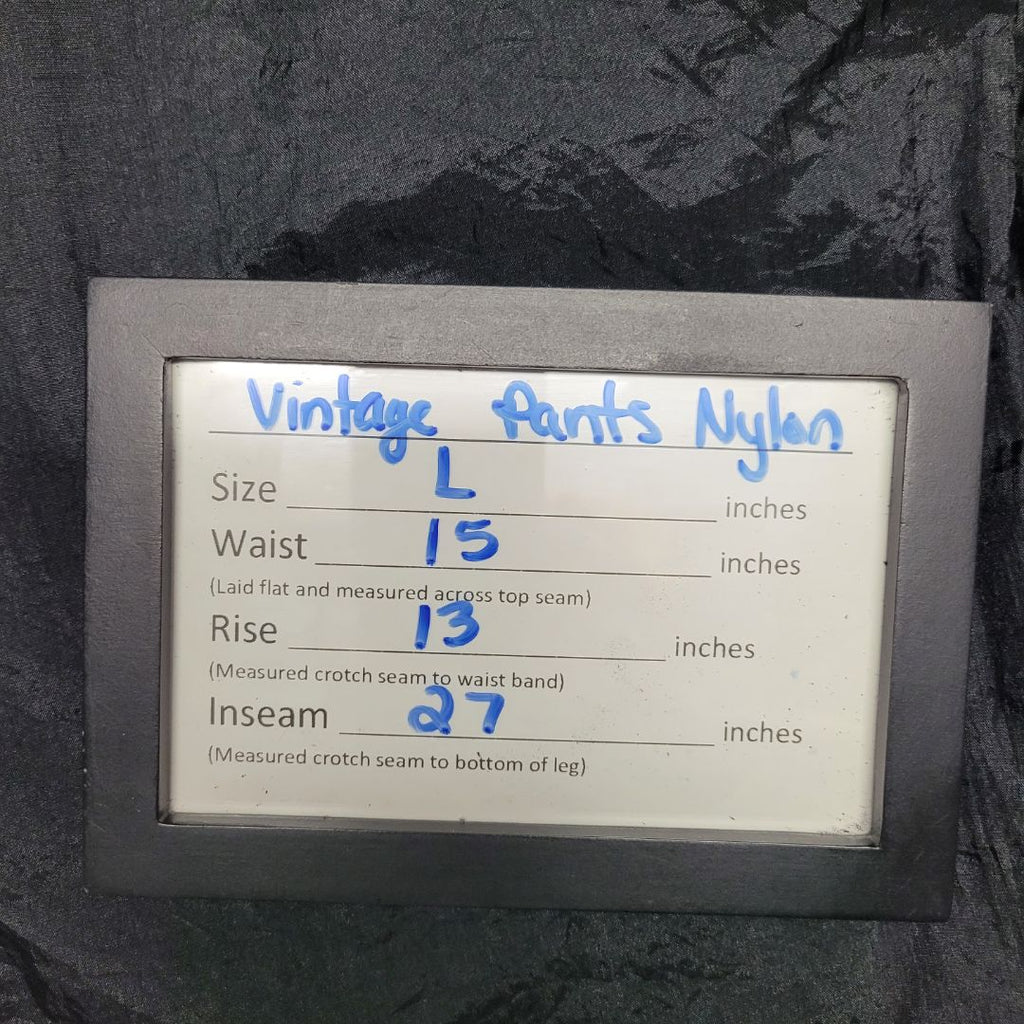 Vintage Pants Nylon
Size L inches
Waist 15 inches
(Laid flat and measured across top seam)
Rise 13 inches
(Measured crotch seam to waist band)
Inseam 27 inches
(Measured crotch seam to bottom of leg)